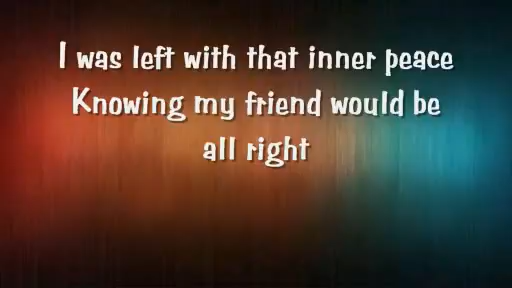 I was left with that inner peace
Knowing my friend would be
all right